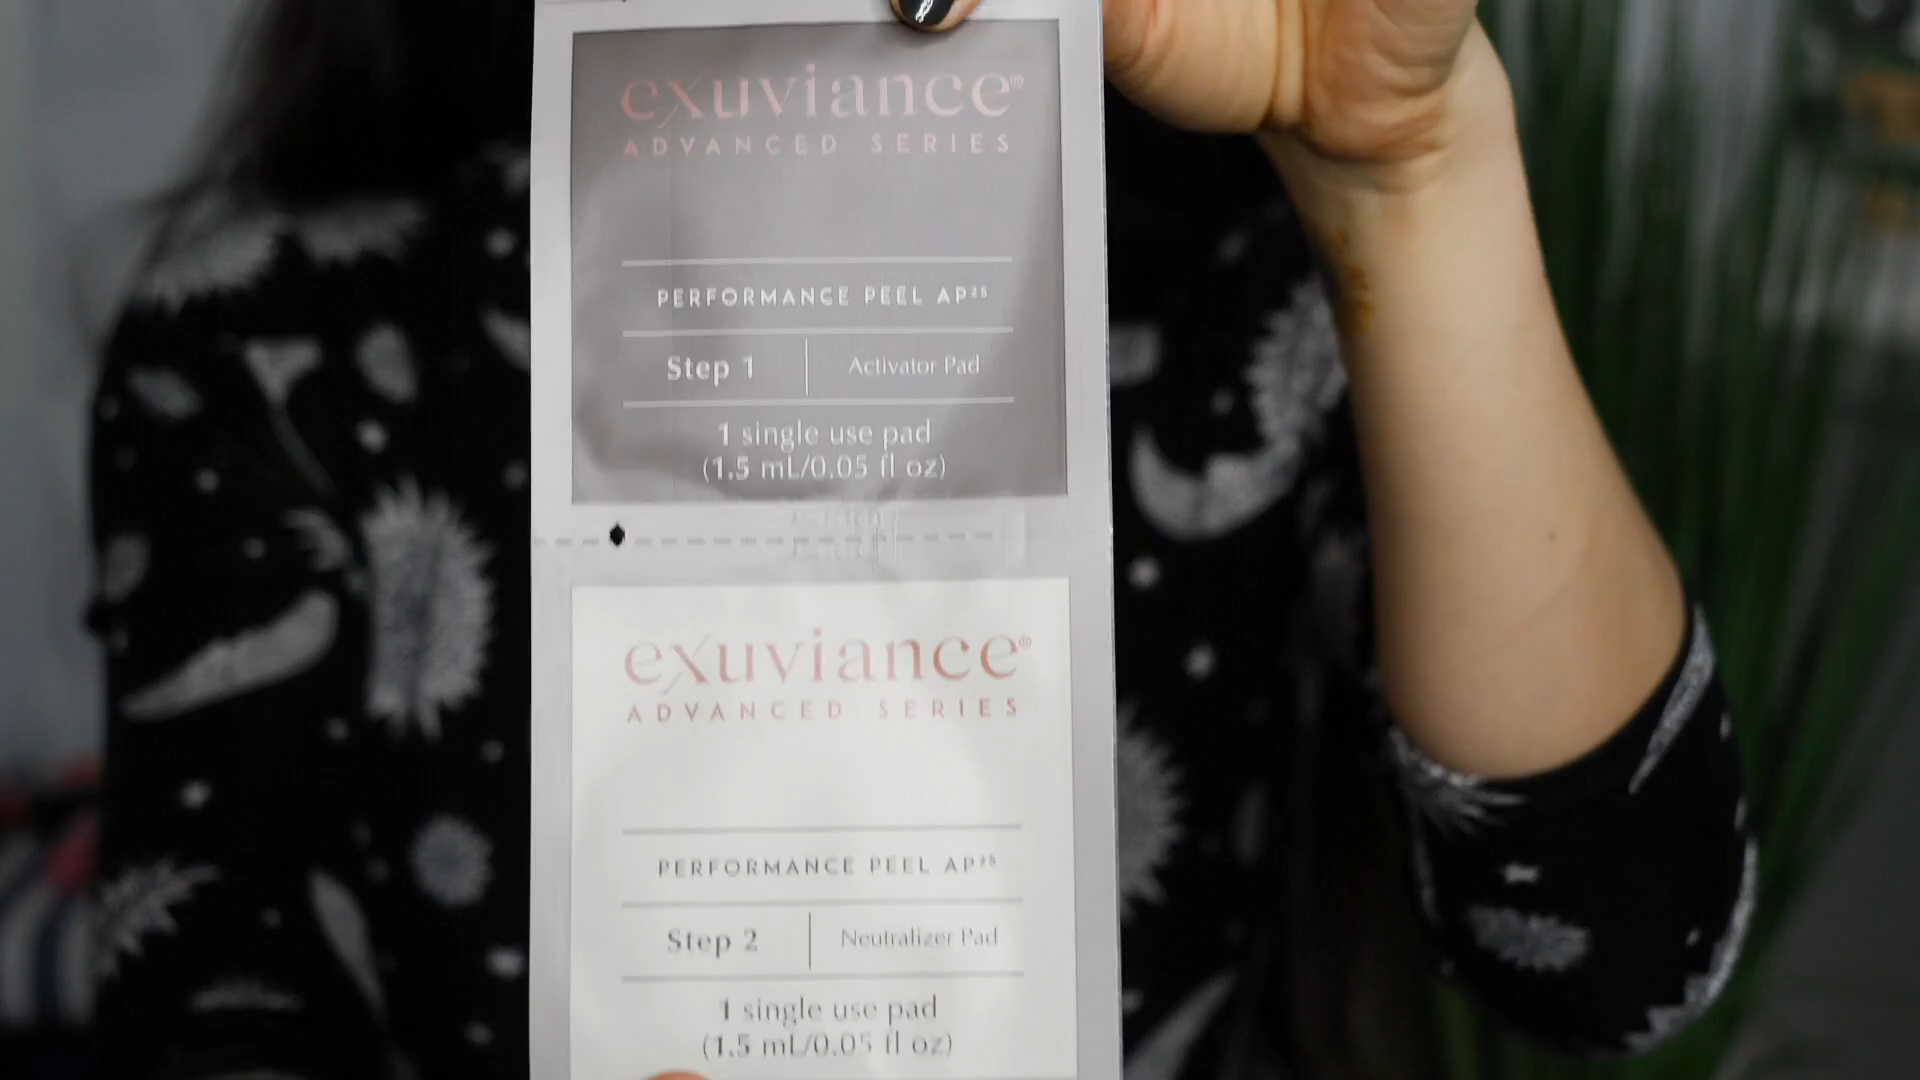 exuviance®
ADVANCED SERIES
PERFORMANCE PEEL AP²⁵
Step 1 | Activator Pad
1 single use pad
(1.5 mL/0.05 fl oz)
exuviance®
ADVANCED SERIES
PERFORMANCE PEEL AP²⁵
Step 2 | Neutralizer Pad
1 single use pad
(1.5 mL/0.05 fl oz)